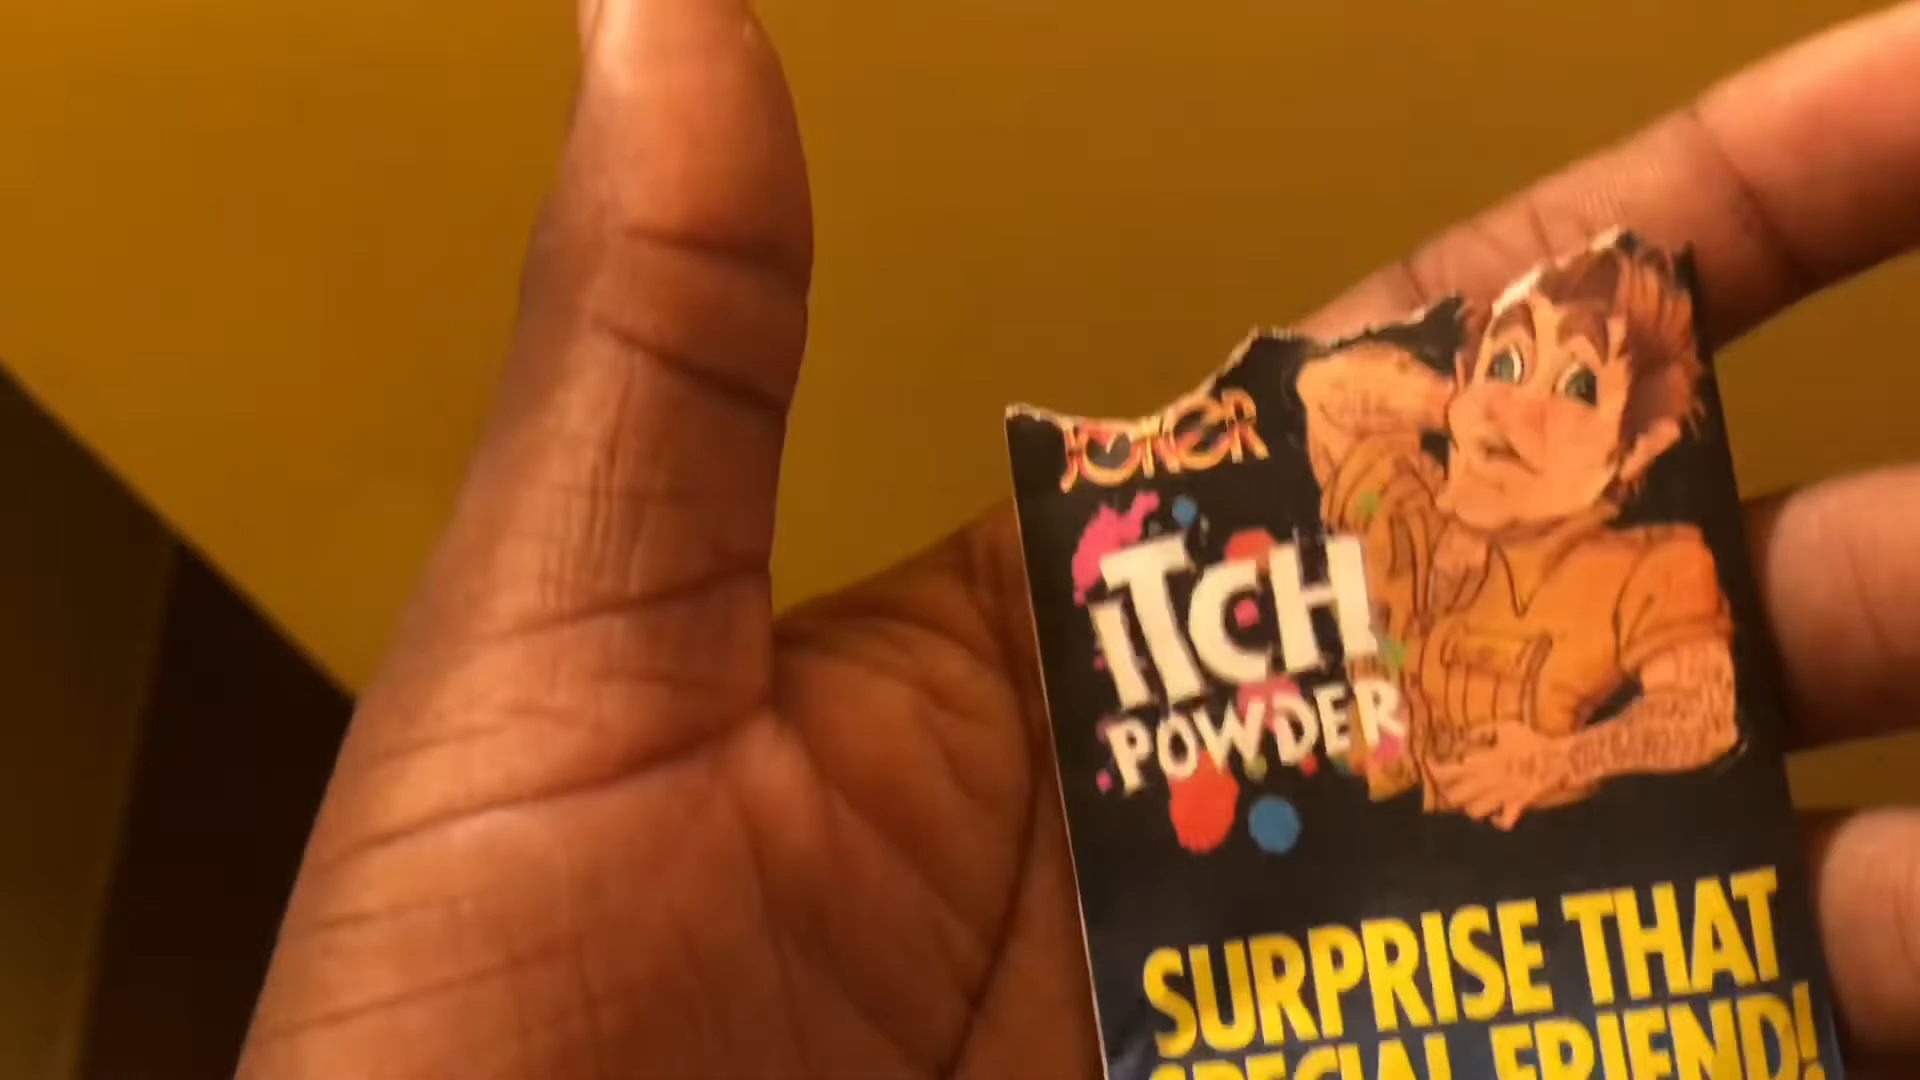 JOKER
ITCH
POWDER
SURPRISE THAT
SPECIAL FRIEND!